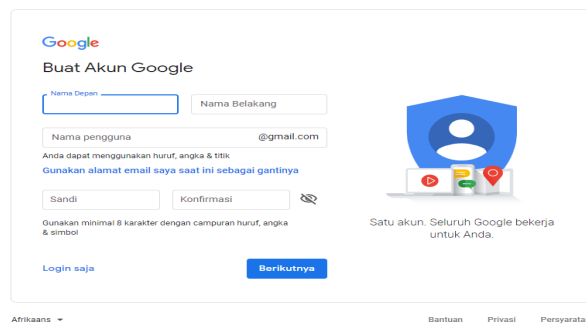 Google
Buat Akun Google
Nama Depan
Nama Belakang
Nama pengguna
@gmail.com
Anda dapat menggunakan huruf, angka & titik
Gunakan alamat email saya saat ini sebagai gantinya
Sandi
Konfirmasi
Gunakan minimal 8 karakter dengan campuran huruf, angka
& simbol
Login saja
Berikutnya
Satu akun. Seluruh Google bekerja
untuk Anda.
Afrikaans
Bantuan
Privasi
Persyarata